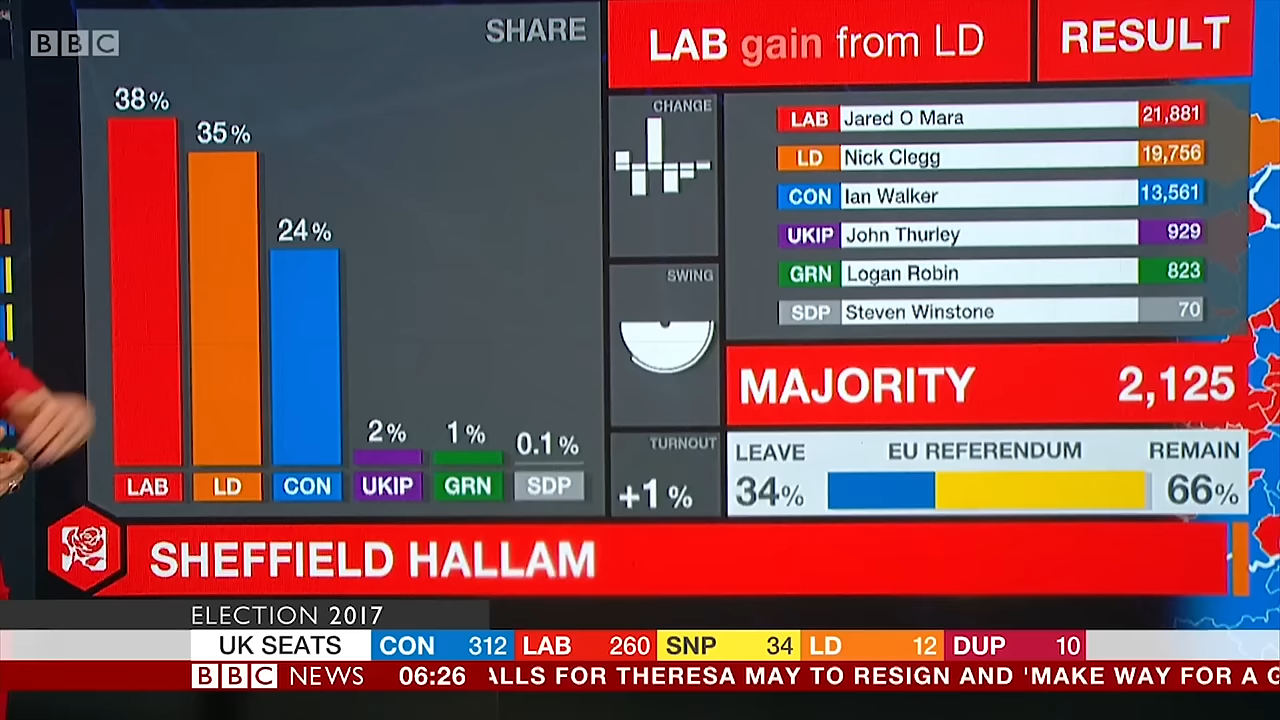 BBC
SHARE
38%
35%
24%
2%
1%
0.1%
LAB
LD
CON
UKIP
GRN
SDP
LAB gain from LD
RESULT
CHANGE
SWING
TURNOUT
+1%
LAB Jared O Mara 21,881
LD Nick Clegg 19,756
CON Ian Walker 13,561
UKIP John Thurley 929
GRN Logan Robin 823
SDP Steven Winstone 70
MAJORITY 2,125
LEAVE EU REFERENDUM REMAIN
34% 66%
SHEFFIELD HALLAM
ELECTION 2017
UK SEATS CON 312 LAB 260 SNP 34 LD 12 DUP 10
BBC NEWS 06:26 ALLS FOR THERESA MAY TO RESIGN AND 'MAKE WAY FOR A G